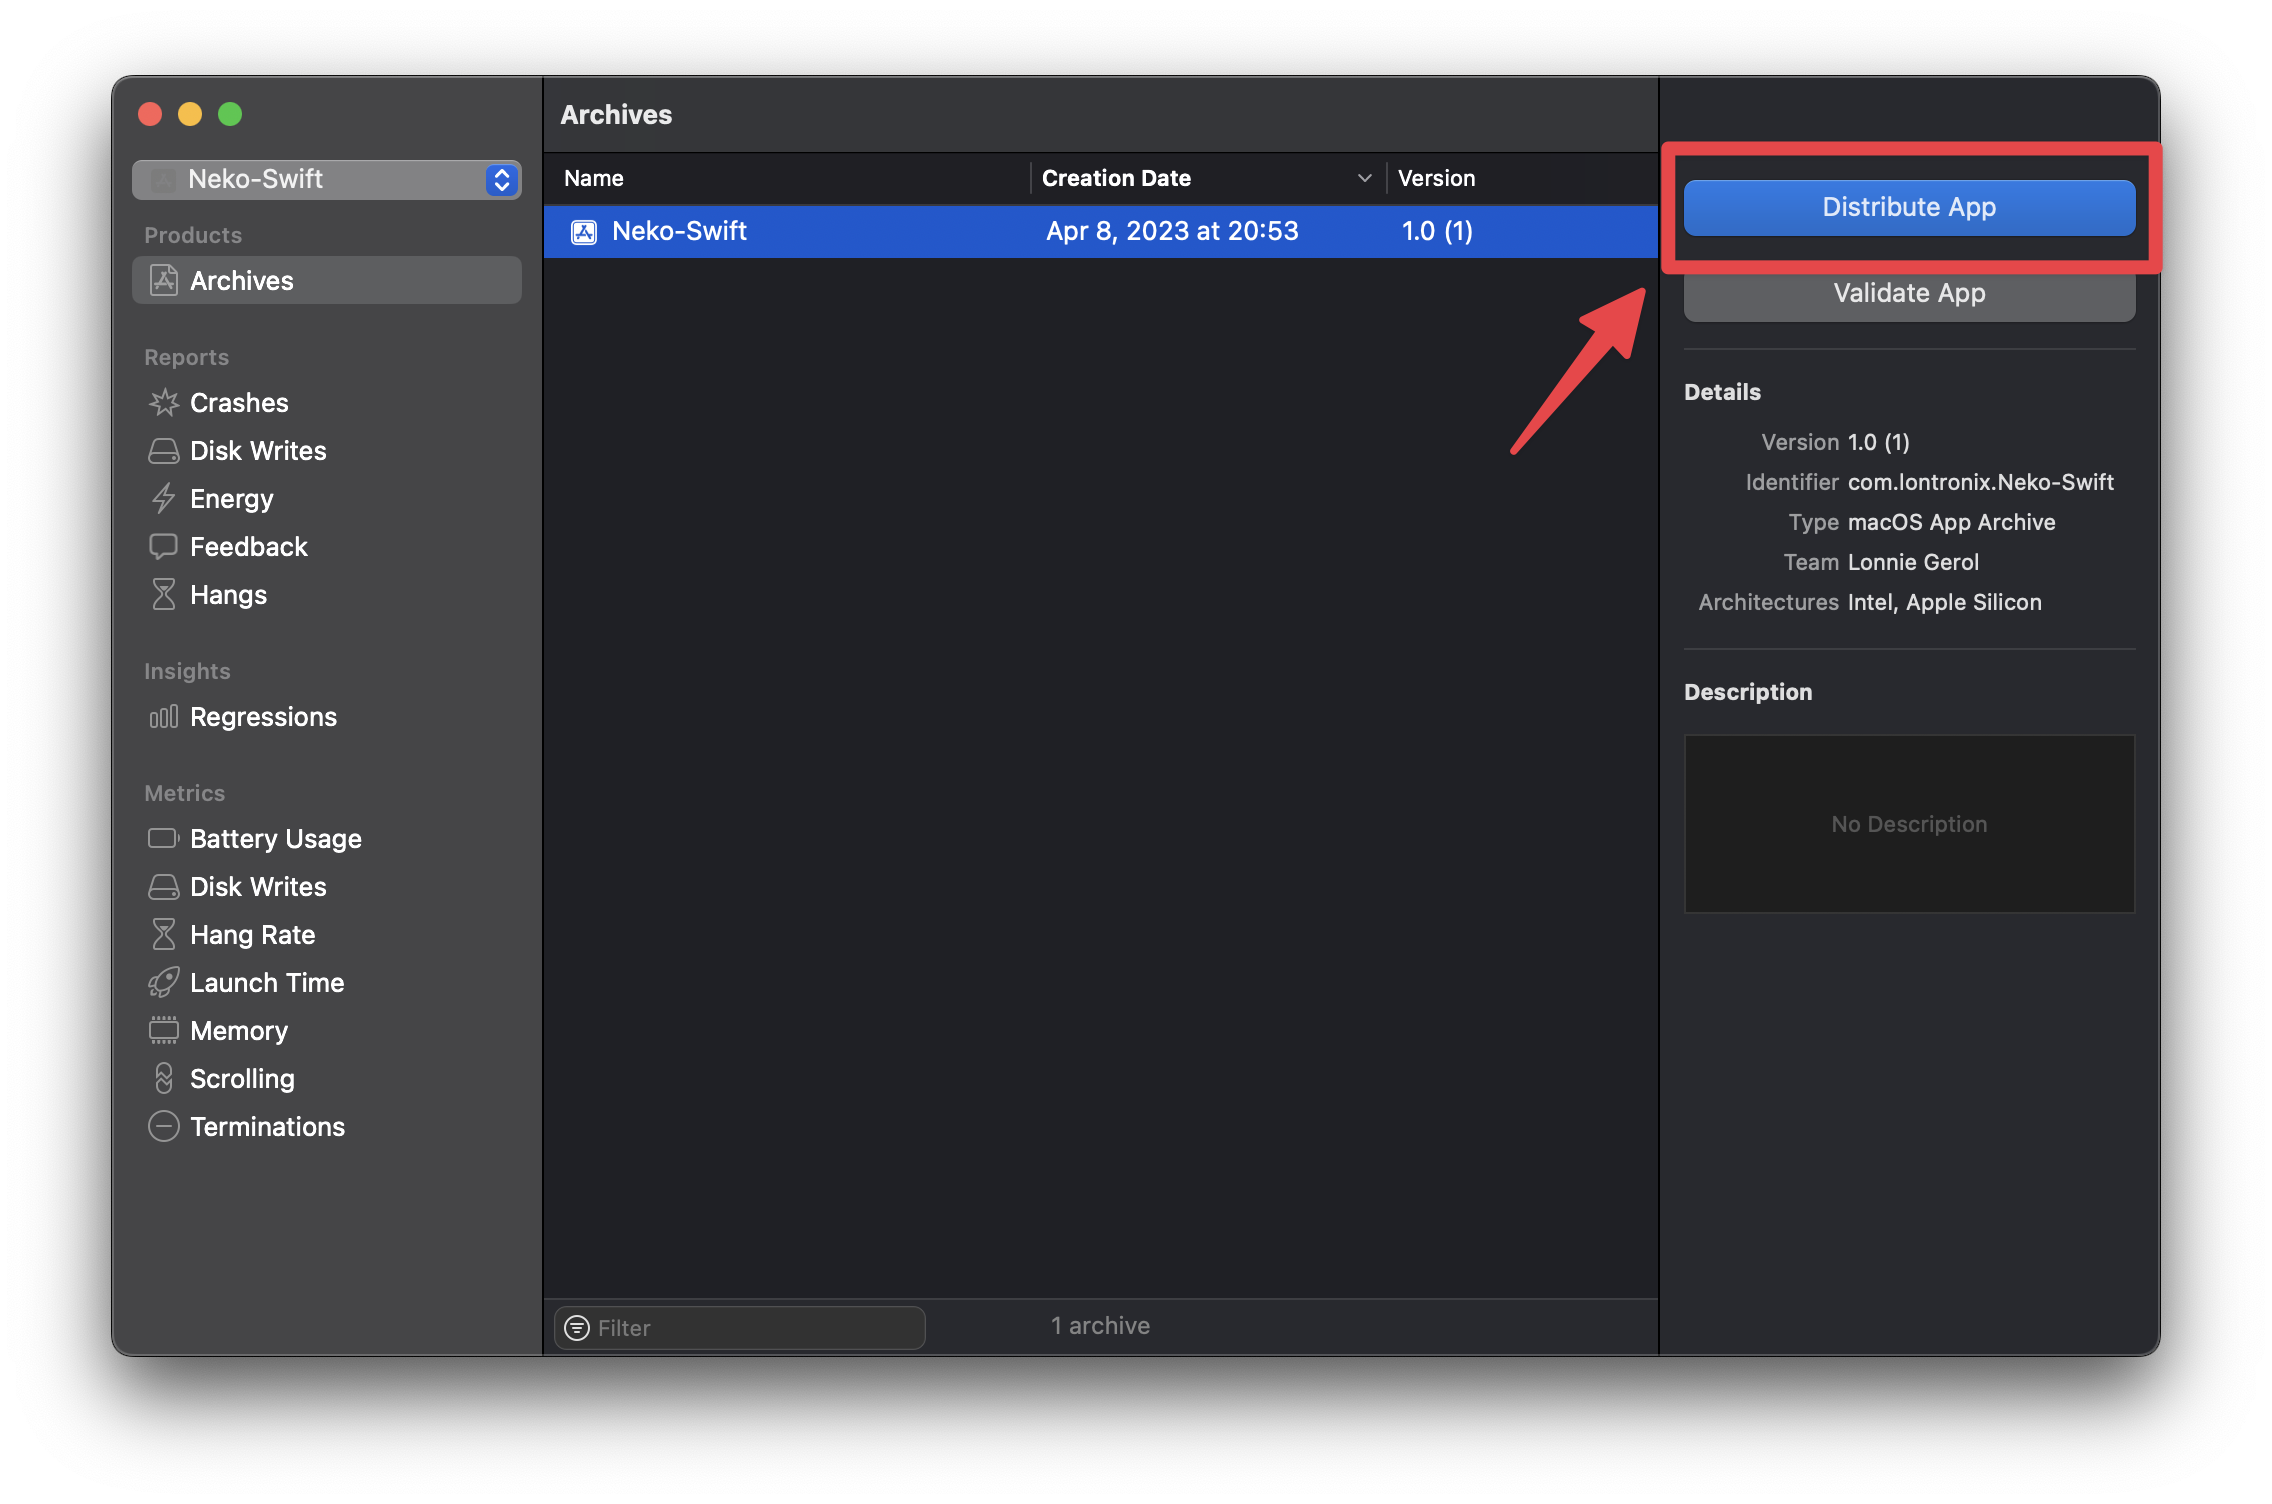 Neko-Swift
Products
Archives
Reports
Crashes
Disk Writes
Energy
Feedback
Hangs
Insights
Regressions
Metrics
Battery Usage
Disk Writes
Hang Rate
Launch Time
Memory
Scrolling
Terminations
Archives
Name Creation Date Version
Neko-Swift Apr 8, 2023 at 20:53 1.0 (1)
Filter 1 archive
Distribute App
Validate App
Details
Version 1.0 (1)
Identifier com.lontronix.Neko-Swift
Type macOS App Archive
Team Lonnie Gerol
Architectures Intel, Apple Silicon
Description
No Description